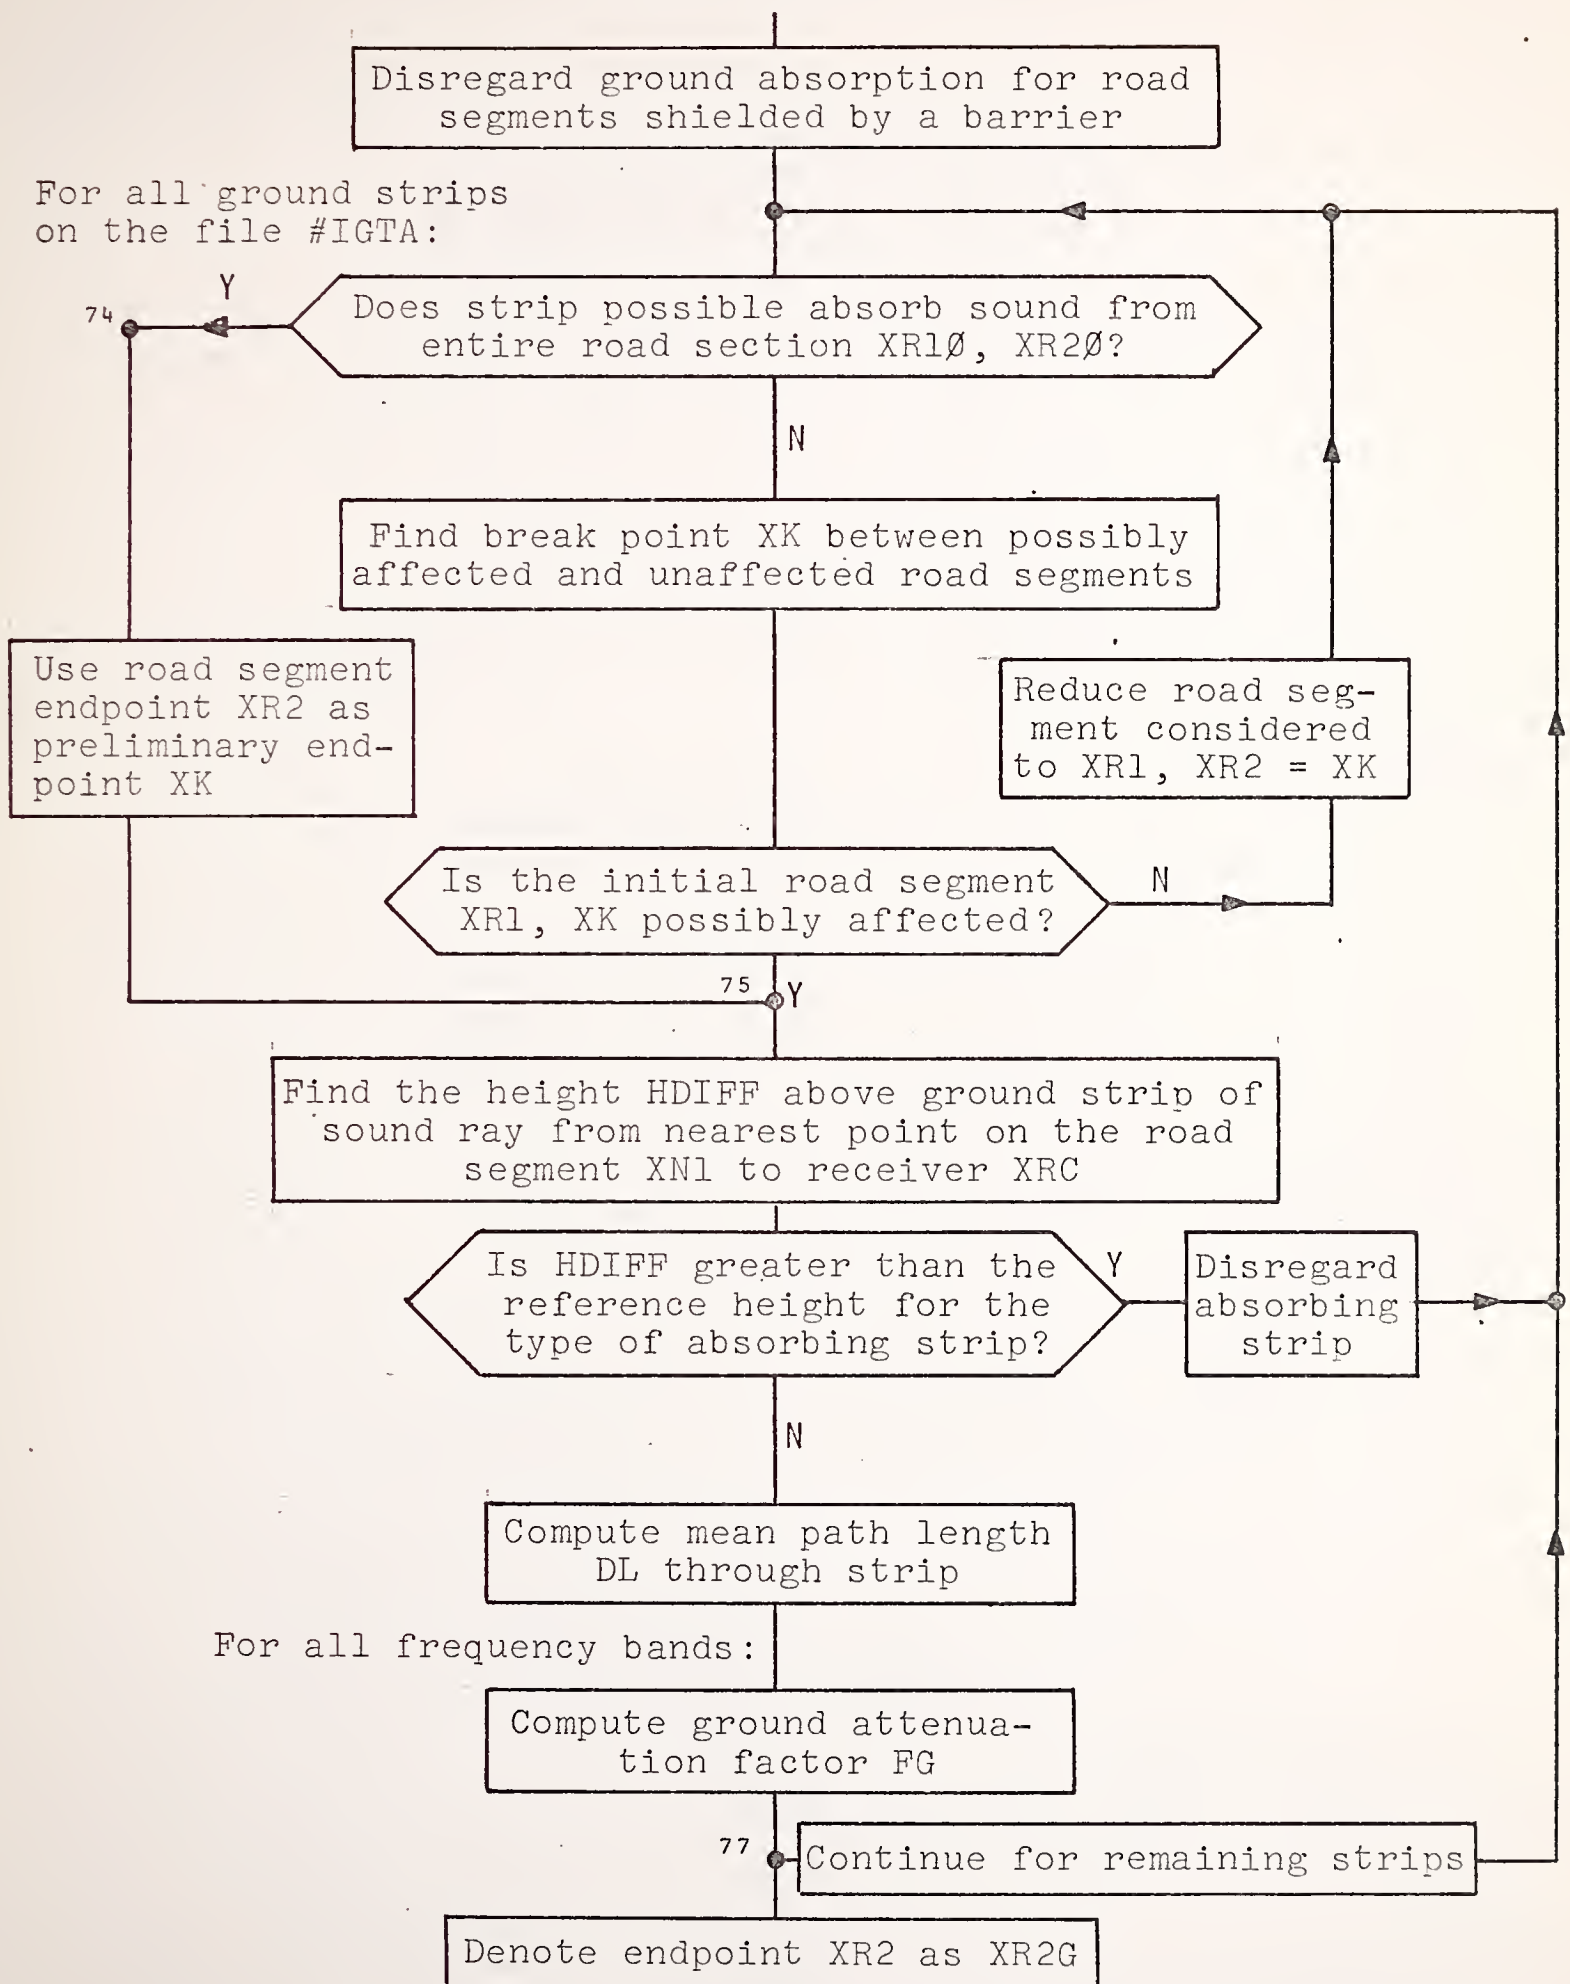 Disregard ground absorption for road
segments shielded by a barrier
For all ground strips
on the file #IGTA:
Y
74
Does strip possible absorb sound from
entire road section XR1Ø, XR2Ø?
N
Find break point XK between possibly
affected and unaffected road segments
Use road segment
endpoint XR2 as
preliminary end-
point XK
Reduce road seg-
ment considered
to XR1, XR2 = XK
Is the initial road segment
XR1, XK possibly affected?
N
75
Y
Find the height HDIFF above ground strip of
sound ray from nearest point on the road
segment XN1 to receiver XRC
Is HDIFF greater than the
reference height for the
type of absorbing strip?
Y
Disregard
absorbing
strip
N
Compute mean path length
DL through strip
For all frequency bands:
Compute ground attenua-
tion factor FG
77
Continue for remaining strips
Denote endpoint XR2 as XR2G